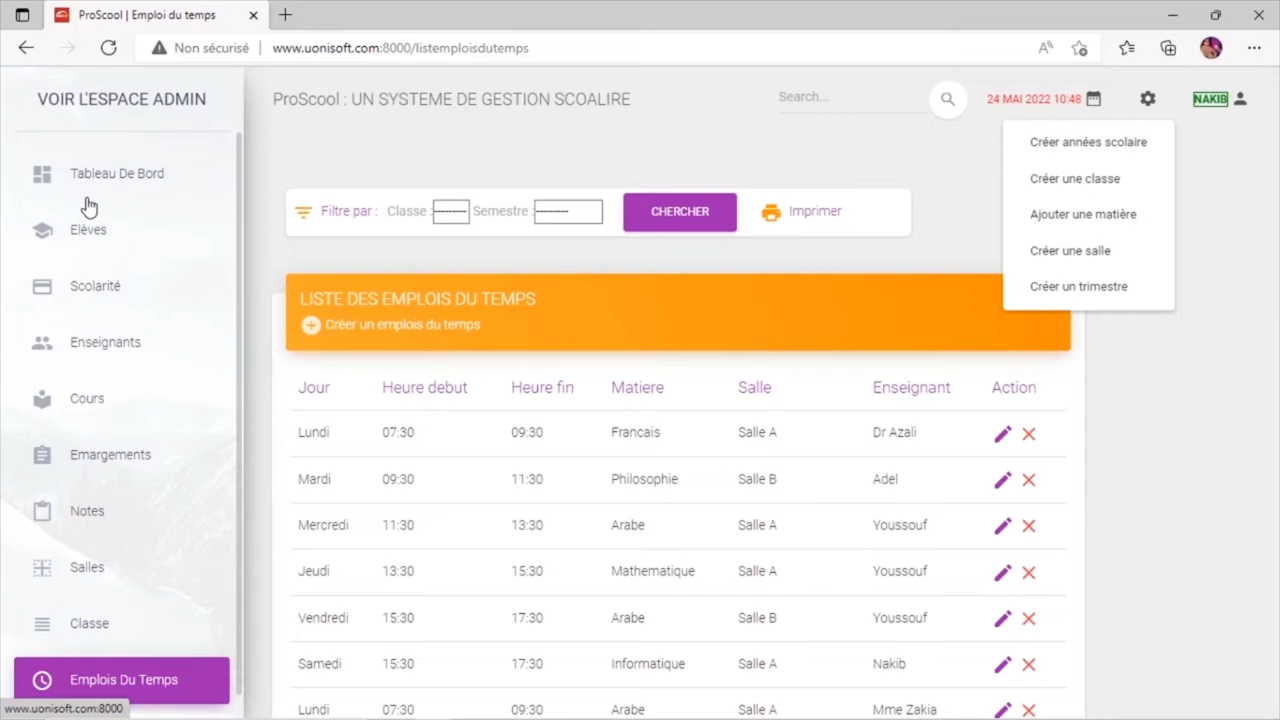 ProScool | Emploi du temps
Non sécurisé
www.uonisoft.com:8000/listemploisdutemps
VOIR L'ESPACE ADMIN
Tableau De Bord
Elèves
Scolarité
Enseignants
Cours
Emargements
Notes
Salles
Classe
Emplois Du Temps
www.uonisoft.com:8000
ProScool : UN SYSTEME DE GESTION SCOALIRE
Search...
24 MAI 2022 10:48
NAKIB
Créer années scolaire
Créer une classe
Ajouter une matière
Créer une salle
Créer un trimestre
Filtre par : Classe : --------- Semestre : --------- CHERCHER Imprimer
LISTE DES EMPLOIS DU TEMPS
Créer un emplois du temps
Jour Heure debut Heure fin Matiere Salle Enseignant Action
Lundi 07:30 09:30 Francais Salle A Dr Azali
Mardi 09:30 11:30 Philosophie Salle B Adel
Mercredi 11:30 13:30 Arabe Salle A Youssouf
Jeudi 13:30 15:30 Mathematique Salle A Youssouf
Vendredi 15:30 17:30 Arabe Salle B Youssouf
Samedi 15:30 17:30 Informatique Salle A Nakib
Lundi 07:30 09:30 Arabe Salle A Mme Zakia